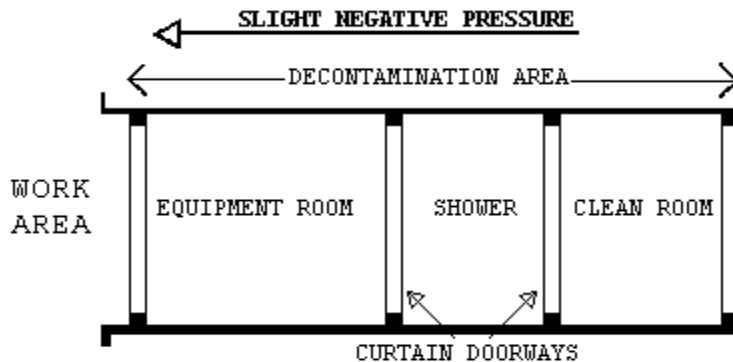 SLIGHT NEGATIVE PRESSURE
DECONTAMINATION AREA
WORK
AREA
EQUIPMENT ROOM
SHOWER
CLEAN ROOM
CURTAIN DOORWAYS